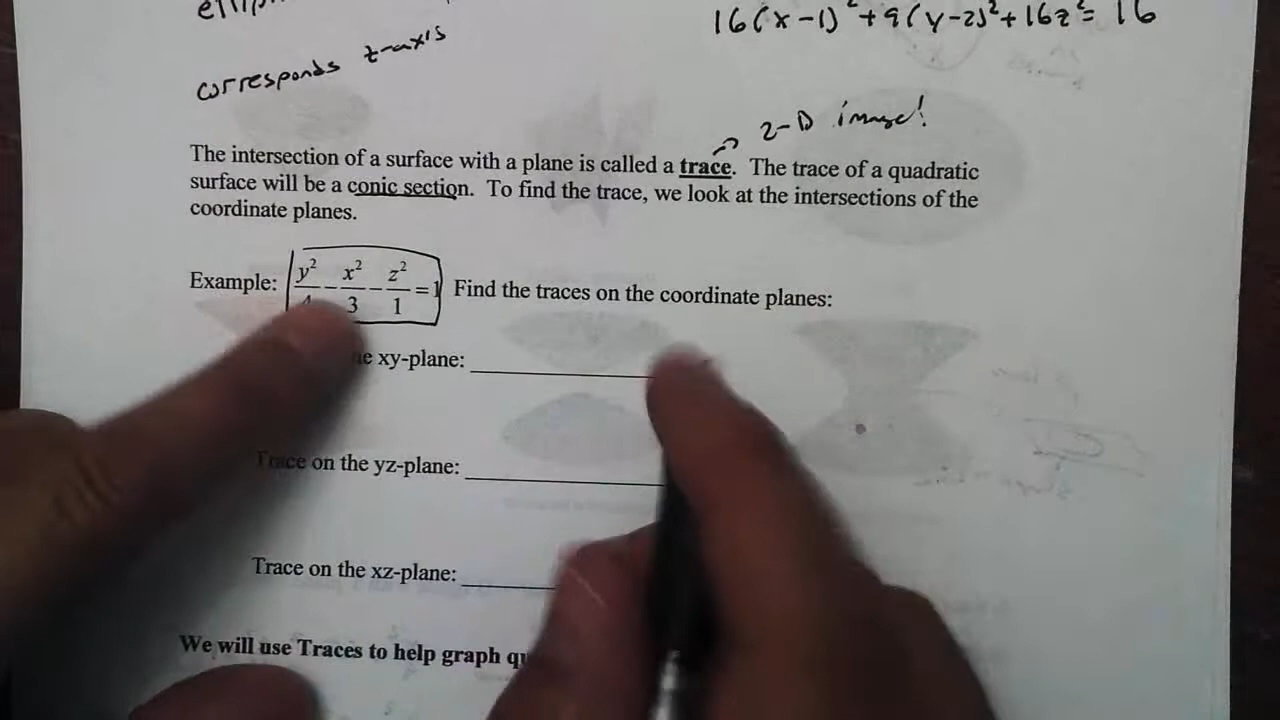 16(x-1)²+9(y-2)²+16z²=16
corresponds z-axis
2-D image!
The intersection of a surface with a plane is called a trace. The trace of a quadratic
surface will be a conic section. To find the trace, we look at the intersections of the
coordinate planes.
Example: y²/4 - x²/3 - z²/1 = 1 Find the traces on the coordinate planes:
xy-plane:
Trace on the yz-plane:
Trace on the xz-plane:
We will use Traces to help graph